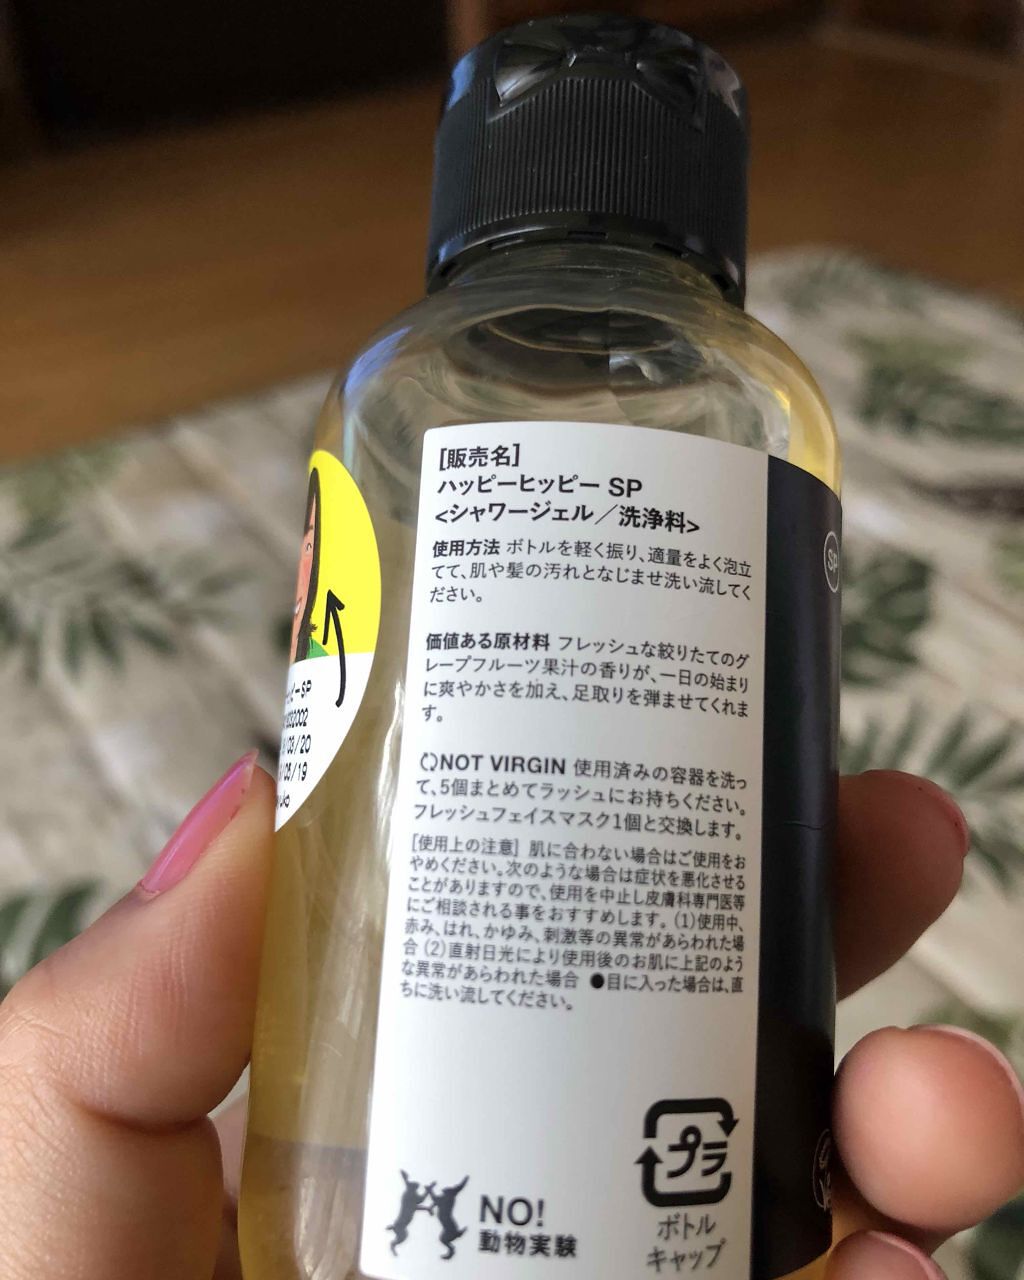 [販売名]
ハッピーヒッピー SP
<シャワージェル／洗浄料>
使用方法 ボトルを軽く振り、適量をよく泡立
てて、肌や髪の汚れとなじませ洗い流してく
ださい。
価値ある原材料 フレッシュな絞りたてのグ
レープフルーツ果汁の香りが、一日の始まり
に爽やかさを加え、足取りを弾ませてくれま
す。
NOT VIRGIN 使用済みの容器を洗っ
て、5個まとめてラッシュにお持ちください。
フレッシュフェイスマスク1個と交換します。
[使用上の注意] 肌に合わない場合はご使用をお
やめください。次のような場合は症状を悪化させる
ことがありますので、使用を中止し皮膚科専門医等
にご相談される事をおすすめします。(1)使用中、
赤み、はれ、かゆみ、刺激等の異常があらわれた場
合 (2)直射日光により使用後のお肌に上記のよう
な異常があらわれた場合 ●目に入った場合は、直
ちに洗い流してください。
NO!
動物実験
プラ
ボトル
キャップ
ピーSP
/03/20
/05/19
SP